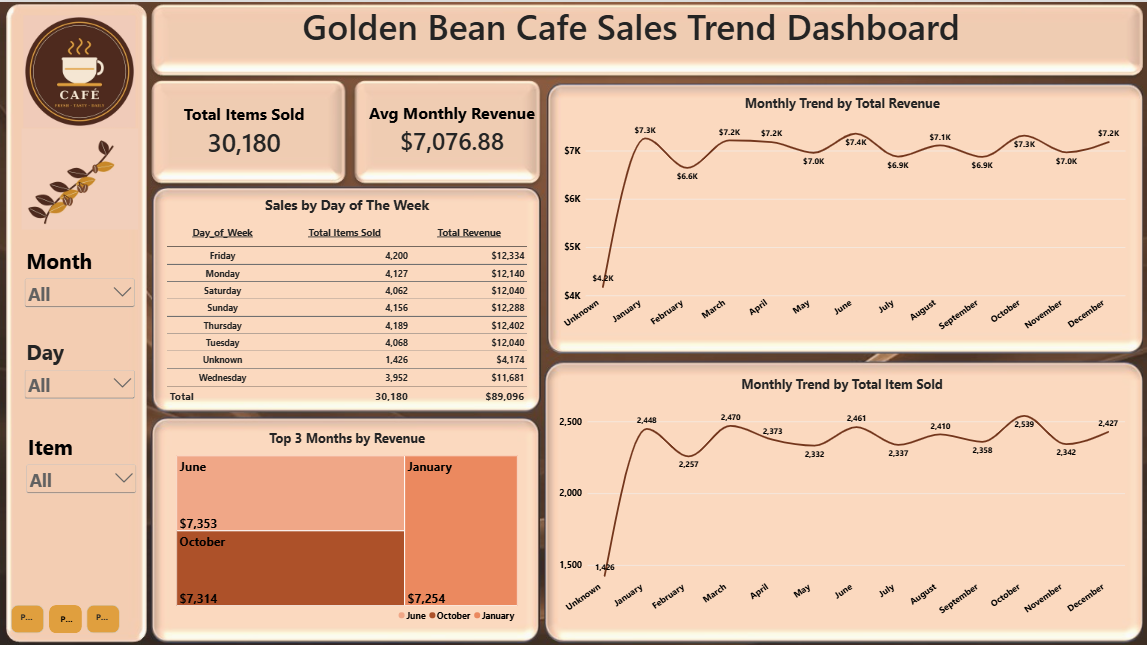 Golden Bean Cafe Sales Trend Dashboard
CAFÉ
FRESH · TASTY · DAILY
Month
All
Day
All
Item
All
P...
P...
P...
Total Items Sold
30,180
Avg Monthly Revenue
$7,076.88
Sales by Day of The Week
Day_of_Week Total Items Sold Total Revenue
Friday 4,200 $12,334
Monday 4,127 $12,140
Saturday 4,062 $12,040
Sunday 4,156 $12,288
Thursday 4,189 $12,402
Tuesday 4,068 $12,040
Unknown 1,426 $4,174
Wednesday 3,952 $11,681
Total 30,180 $89,096
Top 3 Months by Revenue
June
$7,353
October
$7,314
January
$7,254
June October January
Monthly Trend by Total Revenue
$7K
$6K
$5K
$4K
$4.2K $7.3K $6.6K $7.2K $7.2K $7.0K $7.4K $6.9K $7.1K $6.9K $7.3K $7.0K $7.2K
Unknown January February March April May June July August September October November December
Monthly Trend by Total Item Sold
2,500
2,000
1,500
1,426 2,448 2,257 2,470 2,373 2,332 2,461 2,337 2,410 2,358 2,539 2,342 2,427
Unknown January February March April May June July August September October November December